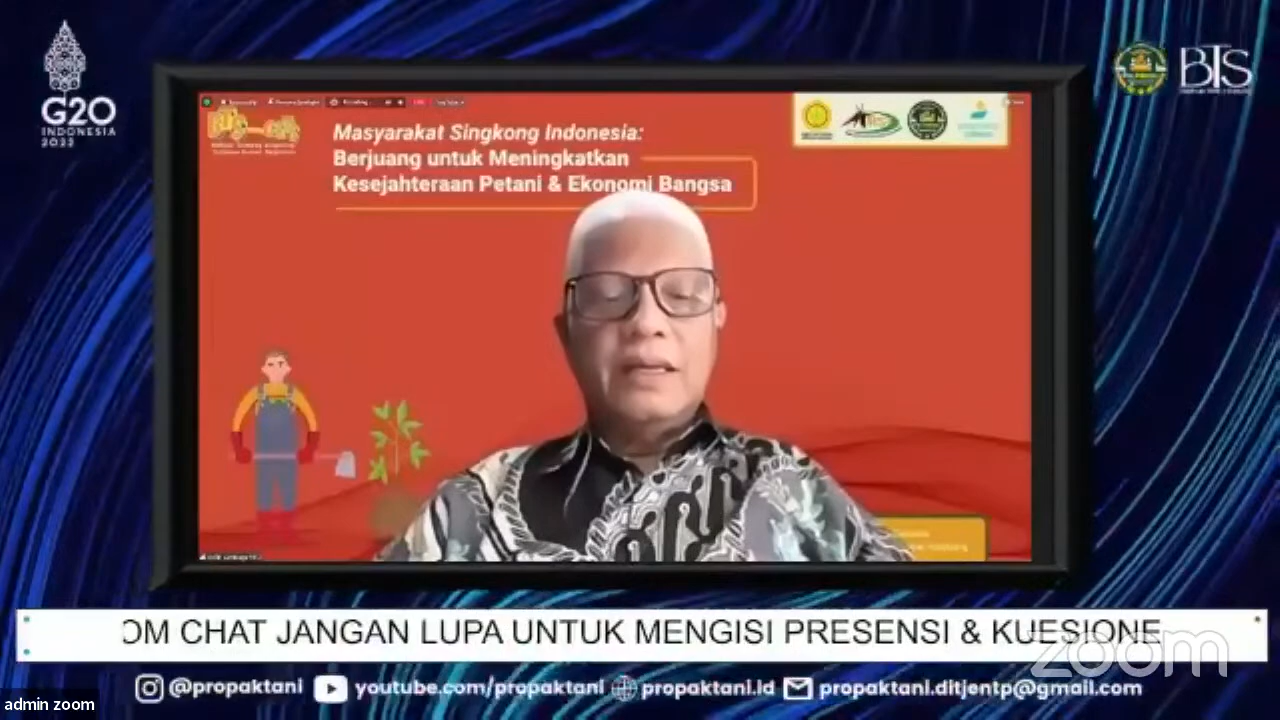 G20
INDONESIA
2022
BTS
Masyarakat Singkong Indonesia:
Berjuang untuk Meningkatkan
Kesejahteraan Petani & Ekonomi Bangsa
OM CHAT JANGAN LUPA UNTUK MENGISI PRESENSI & KUESIONE
zoom
@propaktani youtube.com/propaktani propaktani.id propaktani.ditjentp@gmail.com
admin zoom